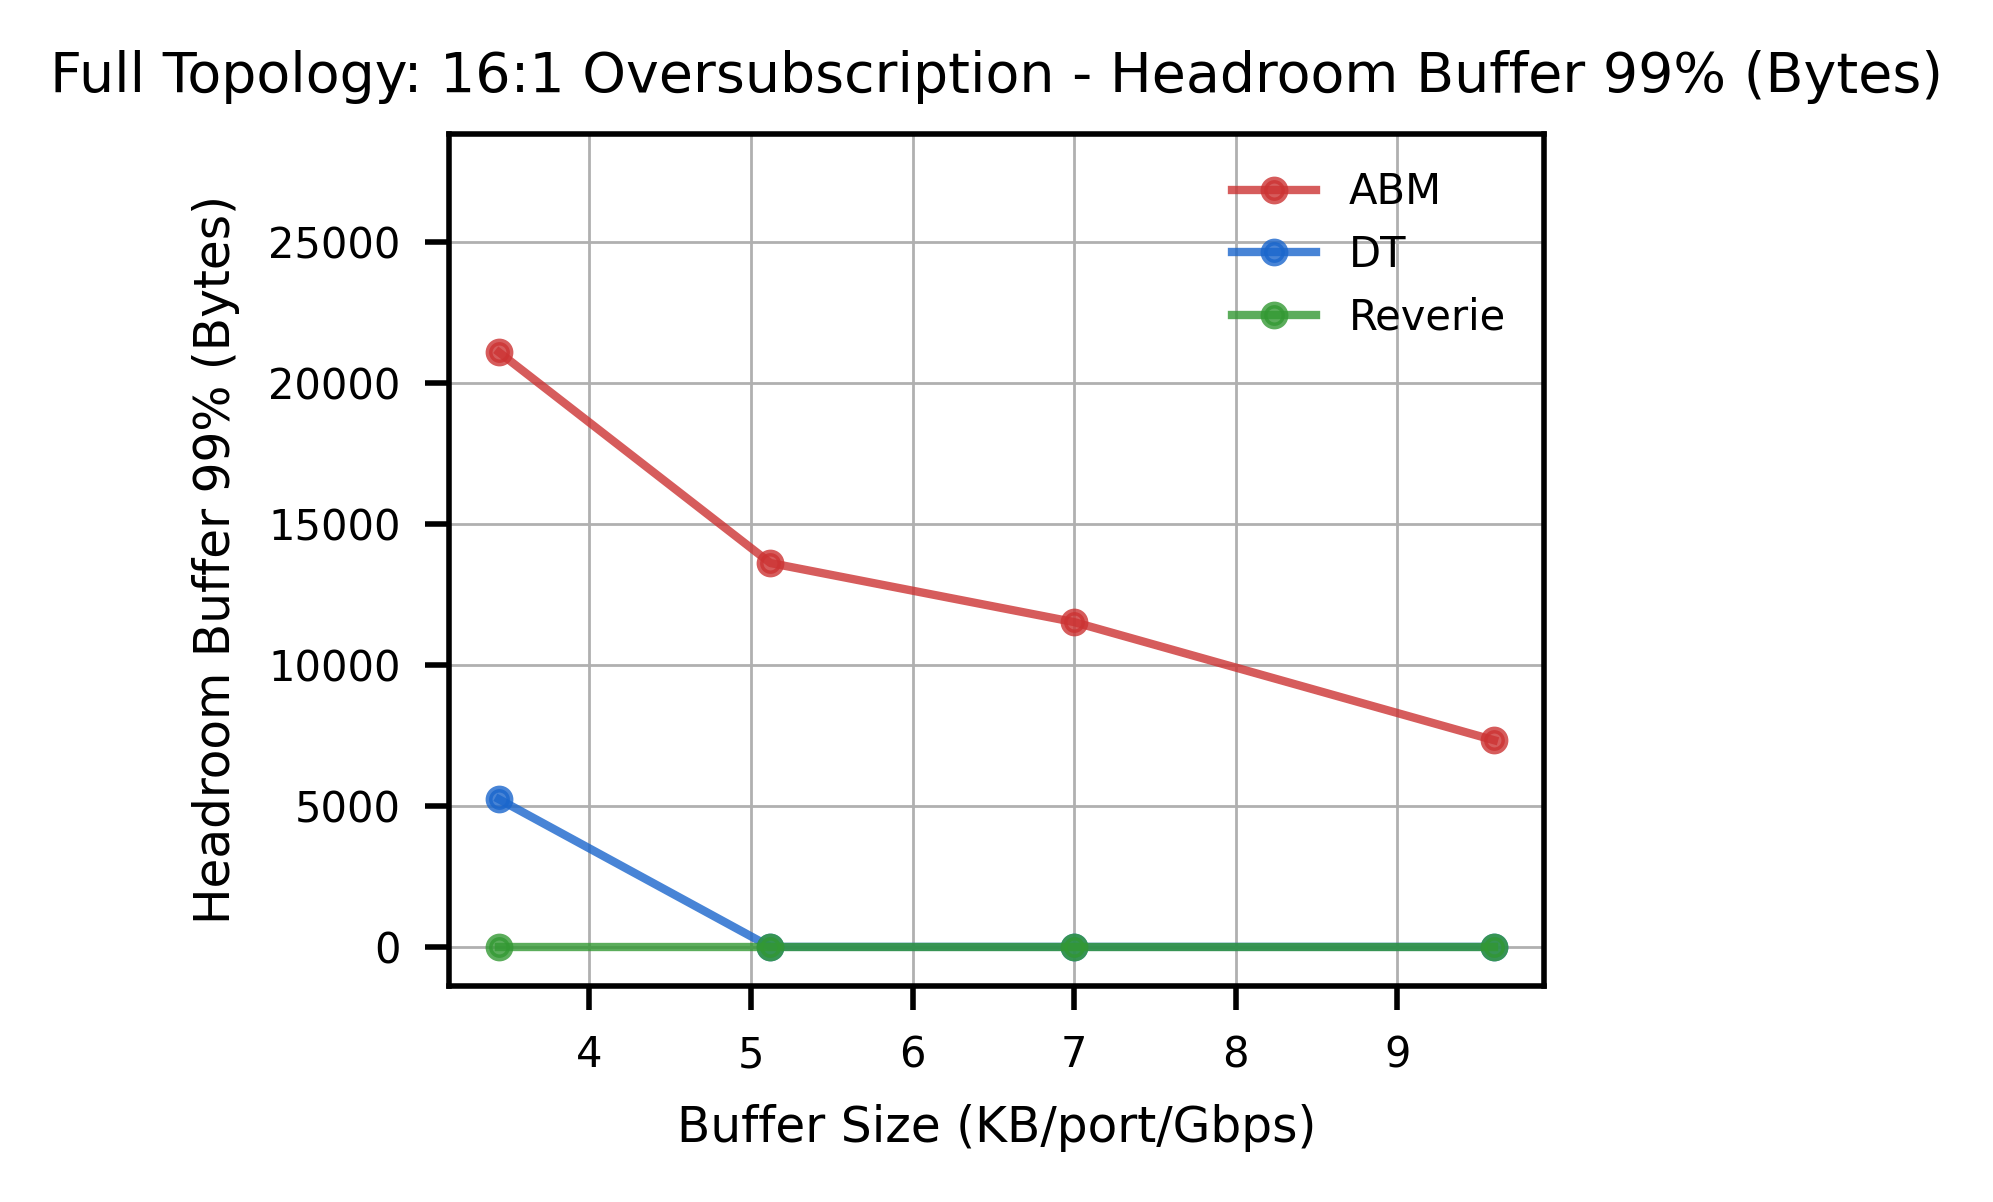 Full Topology: 16:1 Oversubscription - Headroom Buffer 99% (Bytes)
Headroom Buffer 99% (Bytes)
25000
20000
15000
10000
5000
0
ABM
DT
Reverie
4 5 6 7 8 9
Buffer Size (KB/port/Gbps)